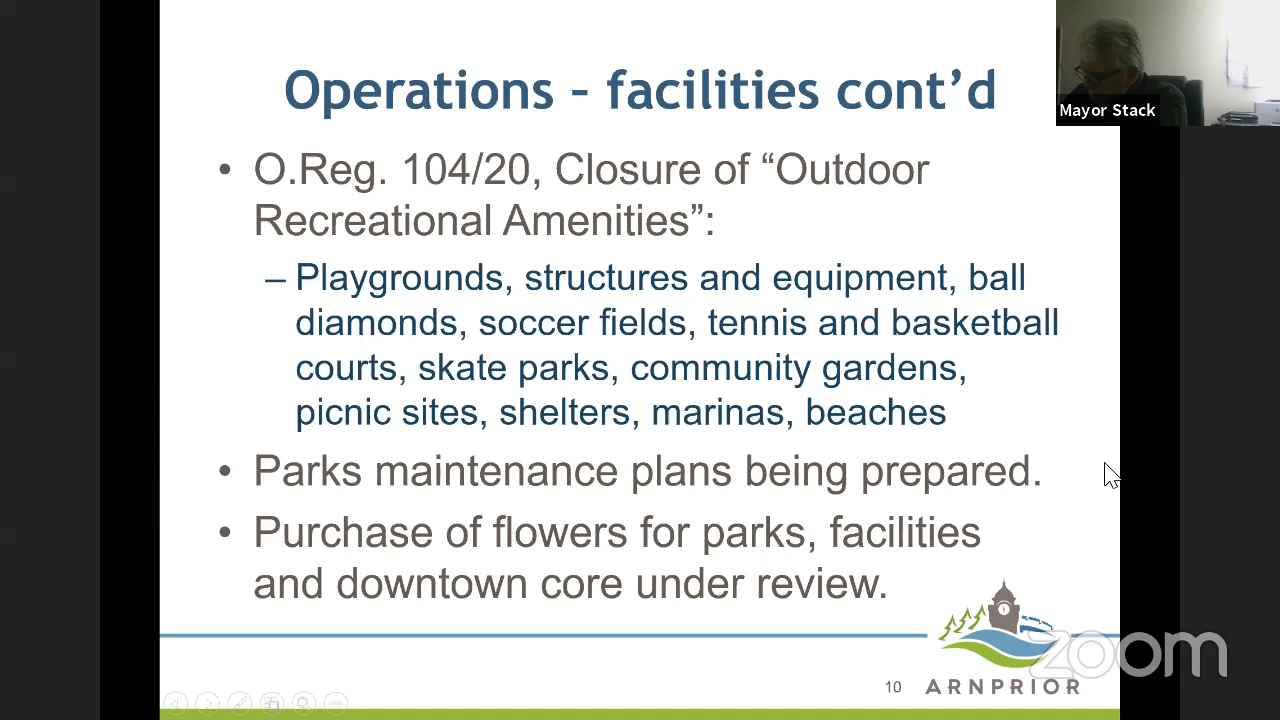 Operations – facilities cont’d
Mayor Stack
• O.Reg. 104/20, Closure of “Outdoor
Recreational Amenities”:
– Playgrounds, structures and equipment, ball
diamonds, soccer fields, tennis and basketball
courts, skate parks, community gardens,
picnic sites, shelters, marinas, beaches
• Parks maintenance plans being prepared.
• Purchase of flowers for parks, facilities
and downtown core under review.
zoom
10
ARNPRIOR